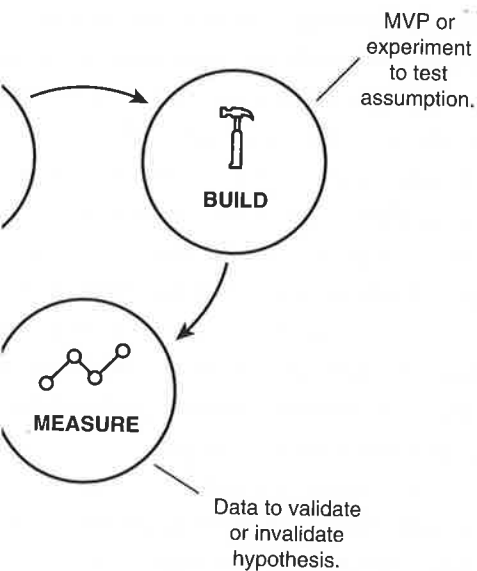 MVP or
experiment
to test
assumption.
BUILD
MEASURE
Data to validate
or invalidate
hypothesis.